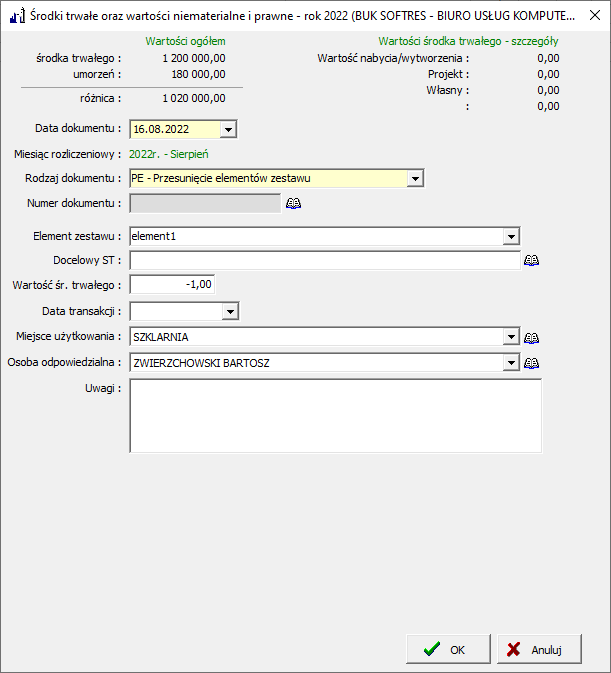 Środki trwałe oraz wartości niematerialne i prawne - rok 2022 (BUK SOFTRES - BIURO USŁUG KOMPUTE...
Wartości ogółem
środka trwałego : 1 200 000,00
umorzeń : 180 000,00
różnica : 1 020 000,00
Wartości środka trwałego - szczegóły
Wartość nabycia/wytworzenia : 0,00
Projekt : 0,00
Własny : 0,00
: 0,00
Data dokumentu : 16.08.2022
Miesiąc rozliczeniowy : 2022r. - Sierpień
Rodzaj dokumentu : PE - Przesunięcie elementów zestawu
Numer dokumentu :
Element zestawu : element1
Docelowy ST :
Wartość śr. trwałego : -1,00
Data transakcji :
Miejsce użytkowania : SZKLARNIA
Osoba odpowiedzialna : ZWIERZCHOWSKI BARTOSZ
Uwagi :
OK
Anuluj